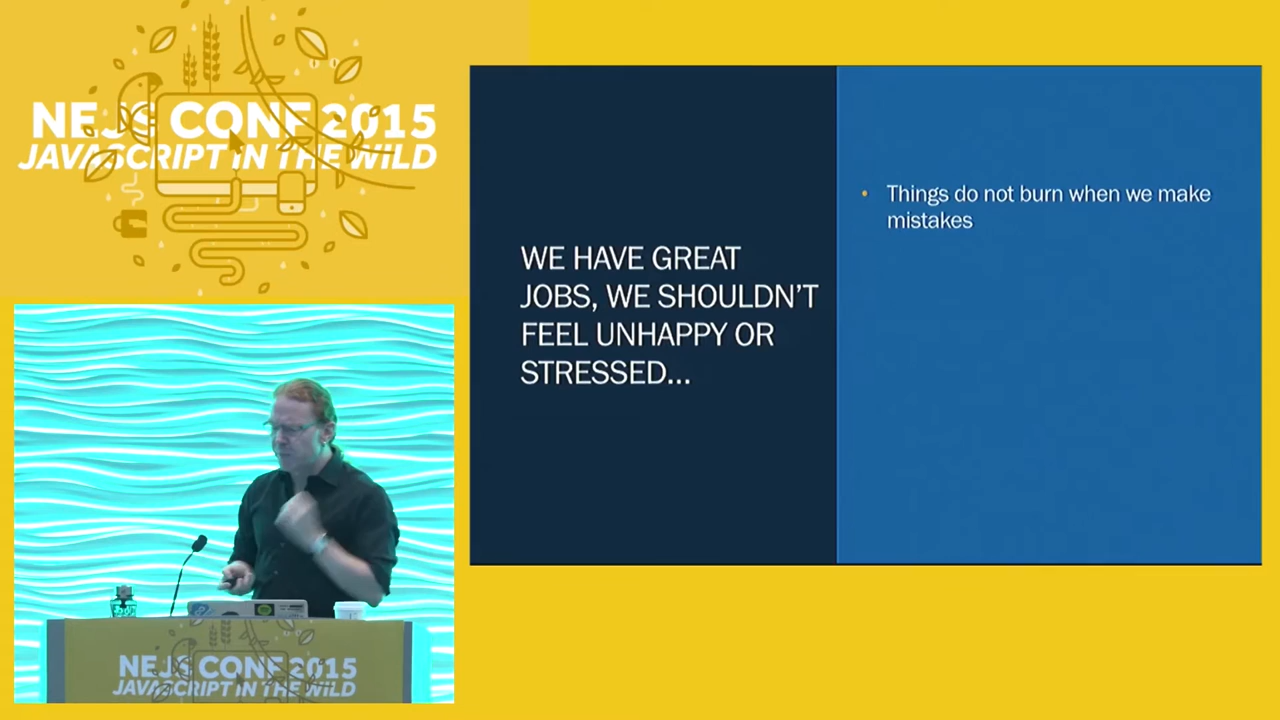 NEJS CONF 2015
JAVASCRIPT IN THE WILD
WE HAVE GREAT
JOBS, WE SHOULDN'T
FEEL UNHAPPY OR
STRESSED...
• Things do not burn when we make
mistakes
NEJS CONF 2015
JAVASCRIPT IN THE WILD